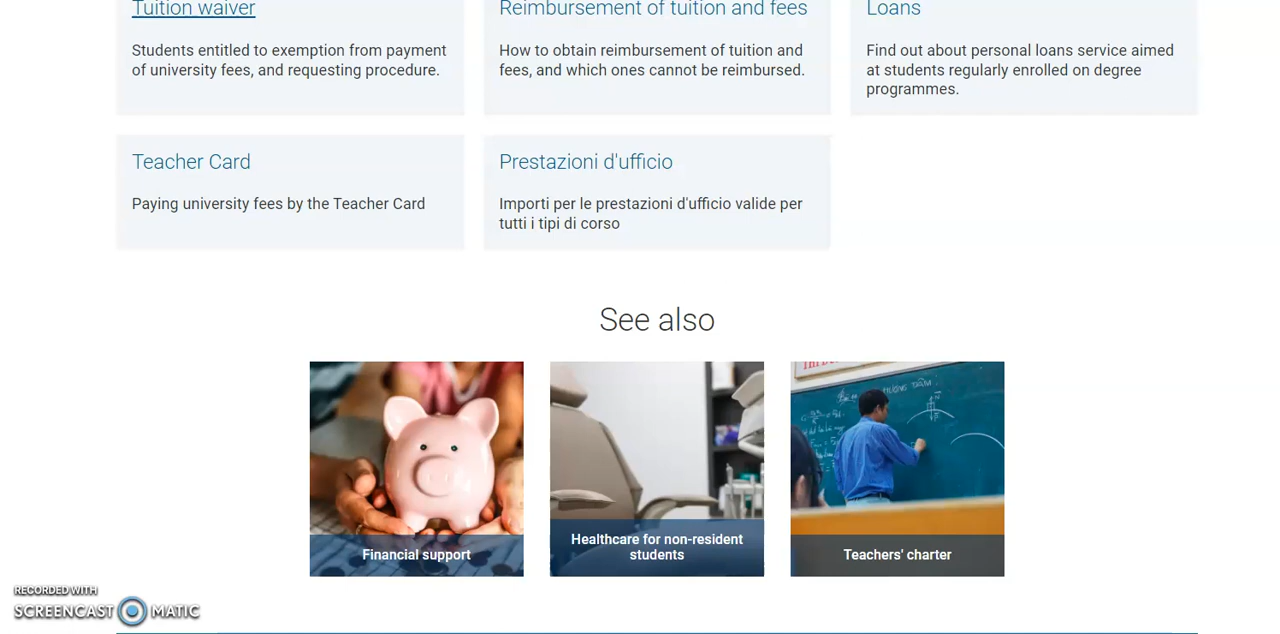 Tuition waiver
Reimbursement of tuition and fees
Loans
Students entitled to exemption from payment
of university fees, and requesting procedure.
How to obtain reimbursement of tuition and
fees, and which ones cannot be reimbursed.
Find out about personal loans service aimed
at students regularly enrolled on degree
programmes.
Teacher Card
Paying university fees by the Teacher Card
Prestazioni d'ufficio
Importi per le prestazioni d'ufficio valide per
tutti i tipi di corso
See also
Financial support
Healthcare for non-resident
students
Teachers' charter
RECORDED WITH
SCREENCAST MATIC